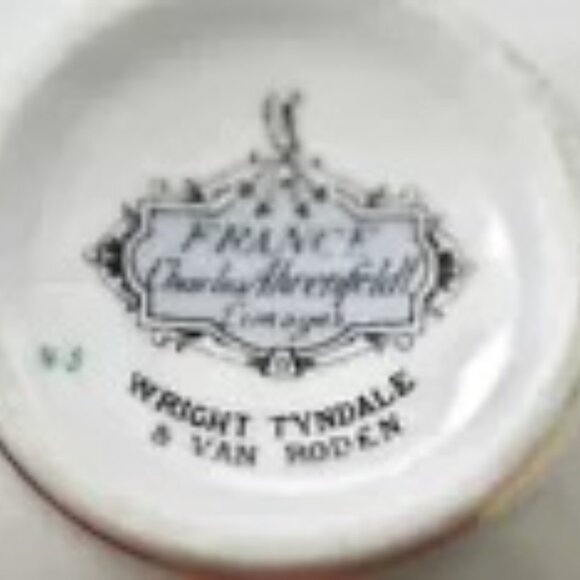 FRANCE
Charles Ahrenfeldt
Limoges
WRIGHT TYNDALE
& VAN RODEN